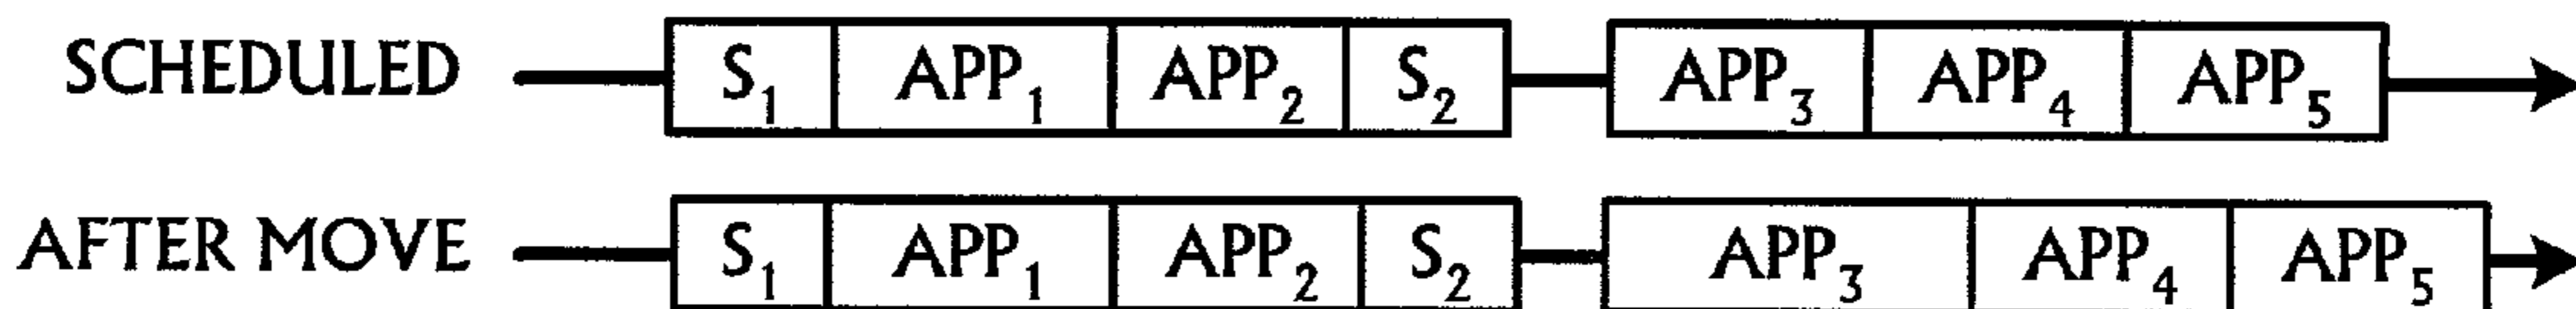 SCHEDULED S₁ APP₁ APP₂ S₂ APP₃ APP₄ APP₅
AFTER MOVE S₁ APP₁ APP₂ S₂ APP₃ APP₄ APP₅